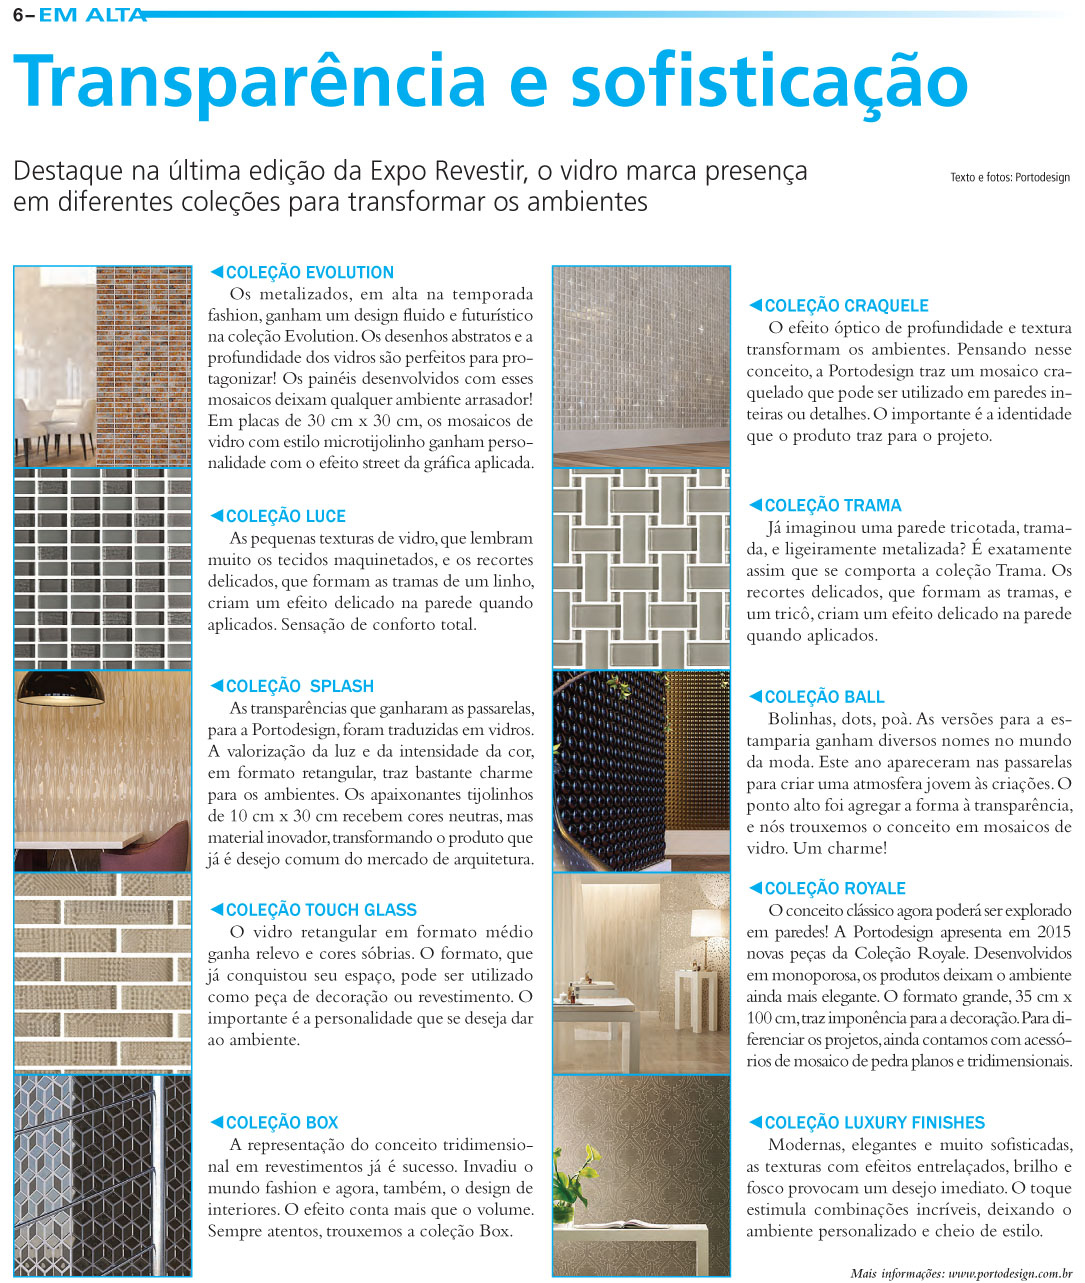 6– EM ALTA
Transparência e sofisticação
Destaque na última edição da Expo Revestir, o vidro marca presença
em diferentes coleções para transformar os ambientes
Texto e fotos: Portodesign
◀COLEÇÃO EVOLUTION
Os metalizados, em alta na temporada
fashion, ganham um design fluido e futurístico
na coleção Evolution. Os desenhos abstratos e a
profundidade dos vidros são perfeitos para pro-
tagonizar! Os painéis desenvolvidos com esses
mosaicos deixam qualquer ambiente arrasador!
Em placas de 30 cm x 30 cm, os mosaicos de
vidro com estilo microtijolinho ganham perso-
nalidade com o efeito street da gráfica aplicada.
◀COLEÇÃO LUCE
As pequenas texturas de vidro, que lembram
muito os tecidos maquinetados, e os recortes
delicados, que formam as tramas de um linho,
criam um efeito delicado na parede quando
aplicados. Sensação de conforto total.
◀COLEÇÃO SPLASH
As transparências que ganharam as passarelas,
para a Portodesign, foram traduzidas em vidros.
A valorização da luz e da intensidade da cor,
em formato retangular, traz bastante charme
para os ambientes. Os apaixonantes tijolinhos
de 10 cm x 30 cm recebem cores neutras, mas
material inovador, transformando o produto que
já é desejo comum do mercado de arquitetura.
◀COLEÇÃO TOUCH GLASS
O vidro retangular em formato médio
ganha relevo e cores sóbrias. O formato, que
já conquistou seu espaço, pode ser utilizado
como peça de decoração ou revestimento. O
importante é a personalidade que se deseja dar
ao ambiente.
◀COLEÇÃO BOX
A representação do conceito tridimensio-
nal em revestimentos já é sucesso. Invadiu o
mundo fashion e agora, também, o design de
interiores. O efeito conta mais que o volume.
Sempre atentos, trouxemos a coleção Box.
◀COLEÇÃO CRAQUELE
O efeito óptico de profundidade e textura
transformam os ambientes. Pensando nesse
conceito, a Portodesign traz um mosaico cra-
quelado que pode ser utilizado em paredes in-
teiras ou detalhes. O importante é a identidade
que o produto traz para o projeto.
◀COLEÇÃO TRAMA
Já imaginou uma parede tricotada, trama-
da, e ligeiramente metalizada? É exatamente
assim que se comporta a coleção Trama. Os
recortes delicados, que formam as tramas, e
um tricô, criam um efeito delicado na parede
quando aplicados.
◀COLEÇÃO BALL
Bolinhas, dots, poà. As versões para a es-
tamparia ganham diversos nomes no mundo
da moda. Este ano apareceram nas passarelas
para criar uma atmosfera jovem às criações. O
ponto alto foi agregar a forma à transparência,
e nós trouxemos o conceito em mosaicos de
vidro. Um charme!
◀COLEÇÃO ROYALE
O conceito clássico agora poderá ser explorado
em paredes! A Portodesign apresenta em 2015
novas peças da Coleção Royale. Desenvolvidos
em monoporosa, os produtos deixam o ambiente
ainda mais elegante. O formato grande, 35 cm x
100 cm, traz imponência para a decoração. Para di-
ferenciar os projetos, ainda contamos com acessó-
rios de mosaico de pedra planos e tridimensionais.
◀COLEÇÃO LUXURY FINISHES
Modernas, elegantes e muito sofisticadas,
as texturas com efeitos entrelaçados, brilho e
fosco provocam um desejo imediato. O toque
estimula combinações incríveis, deixando o
ambiente personalizado e cheio de estilo.
Mais informações: www.portodesign.com.br